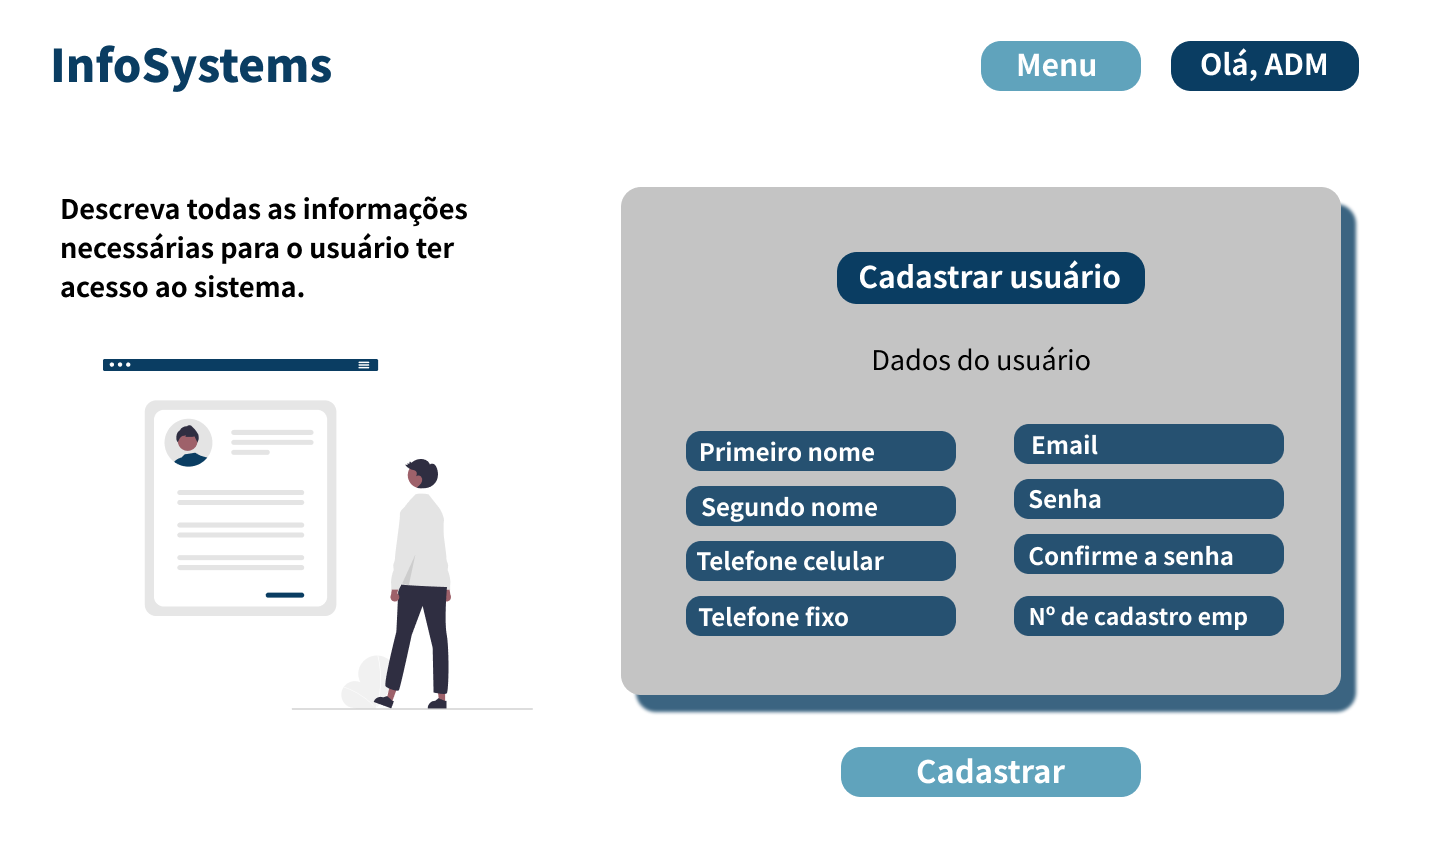 InfoSystems
Menu
Olá, ADM
Descreva todas as informações
necessárias para o usuário ter
acesso ao sistema.
Cadastrar usuário
Dados do usuário
Primeiro nome
Segundo nome
Telefone celular
Telefone fixo
Email
Senha
Confirme a senha
Nº de cadastro emp
Cadastrar